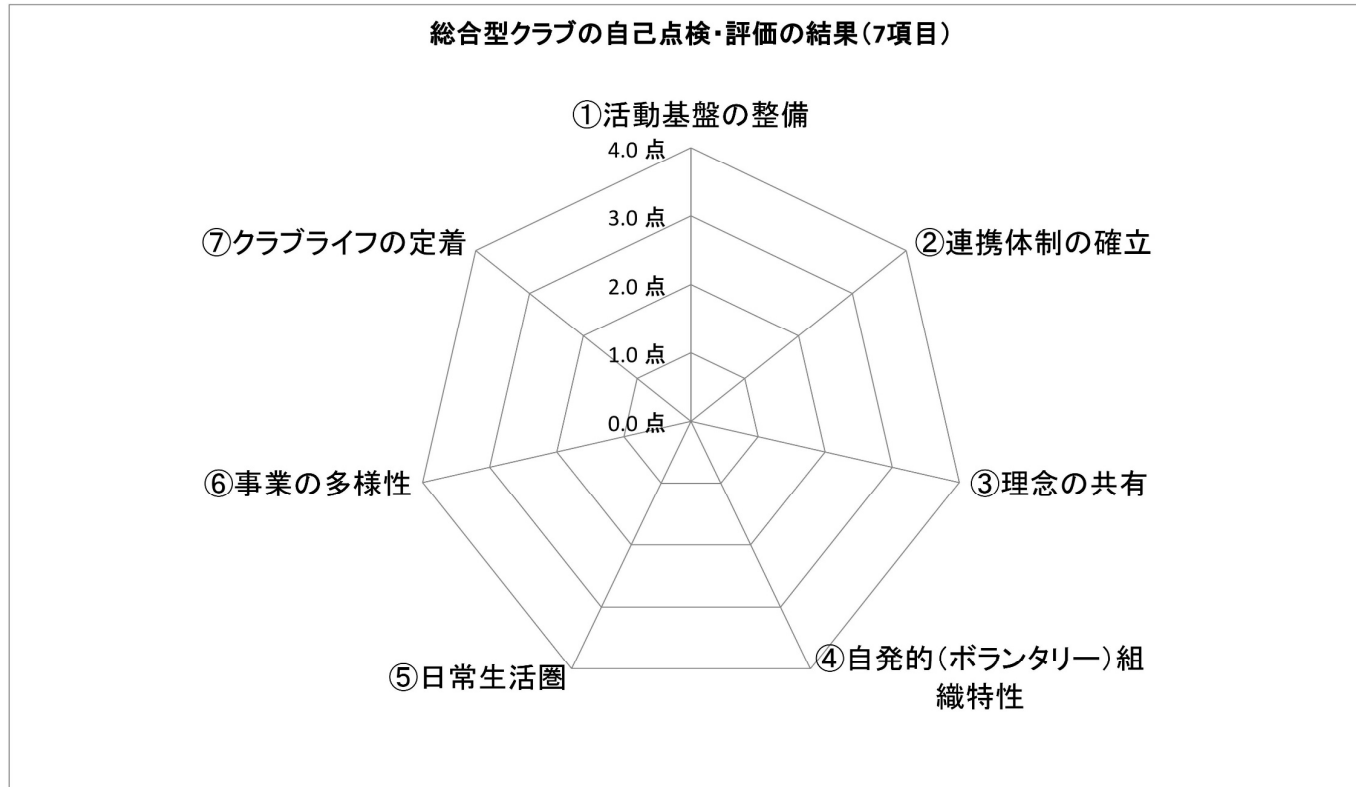 総合型クラブの自己点検・評価の結果(7項目)
①活動基盤の整備
4.0 点
3.0 点
2.0 点
1.0 点
0.0 点
②連携体制の確立
③理念の共有
④自発的(ボランタリー)組
織特性
⑤日常生活圏
⑥事業の多様性
⑦クラブライフの定着